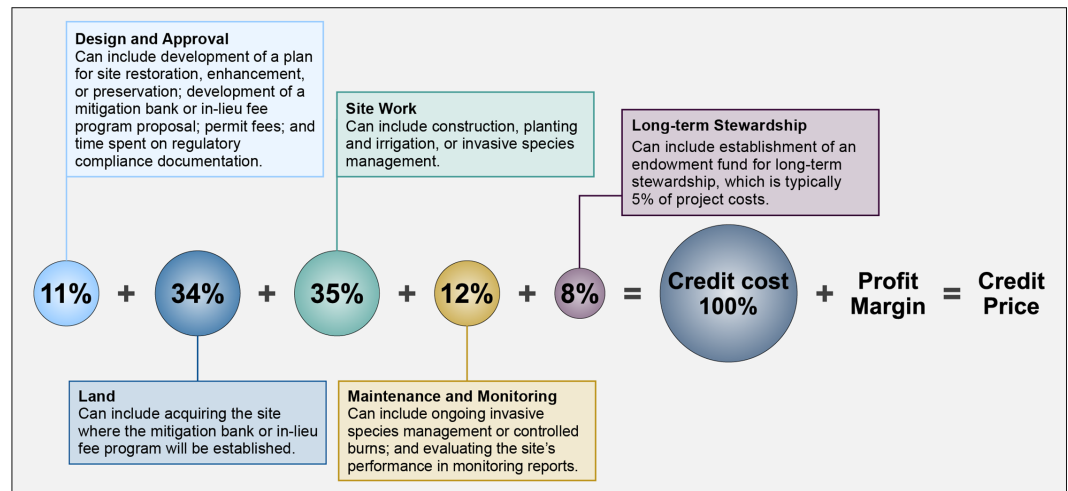 Design and Approval
Can include development of a plan
for site restoration, enhancement,
or preservation; development of a
mitigation bank or in-lieu fee
program proposal; permit fees; and
time spent on regulatory
compliance documentation.
Site Work
Can include construction, planting
and irrigation, or invasive species
management.
Long-term Stewardship
Can include establishment of an
endowment fund for long-term
stewardship, which is typically
5% of project costs.
11% + 34% + 35% + 12% + 8% = Credit cost 100% + Profit Margin = Credit Price
Land
Can include acquiring the site
where the mitigation bank or in-lieu
fee program will be established.
Maintenance and Monitoring
Can include ongoing invasive
species management or controlled
burns; and evaluating the site's
performance in monitoring reports.